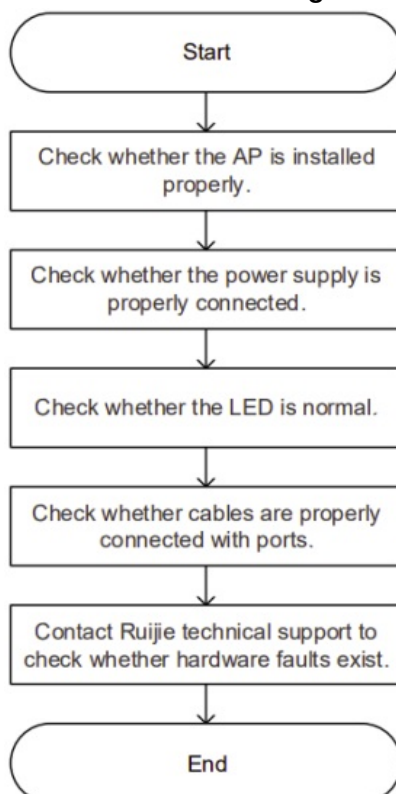 Start
Check whether the AP is installed
properly.
Check whether the power supply is
properly connected.
Check whether the LED is normal.
Check whether cables are properly
connected with ports.
Contact Ruijie technical support to
check whether hardware faults exist.
End